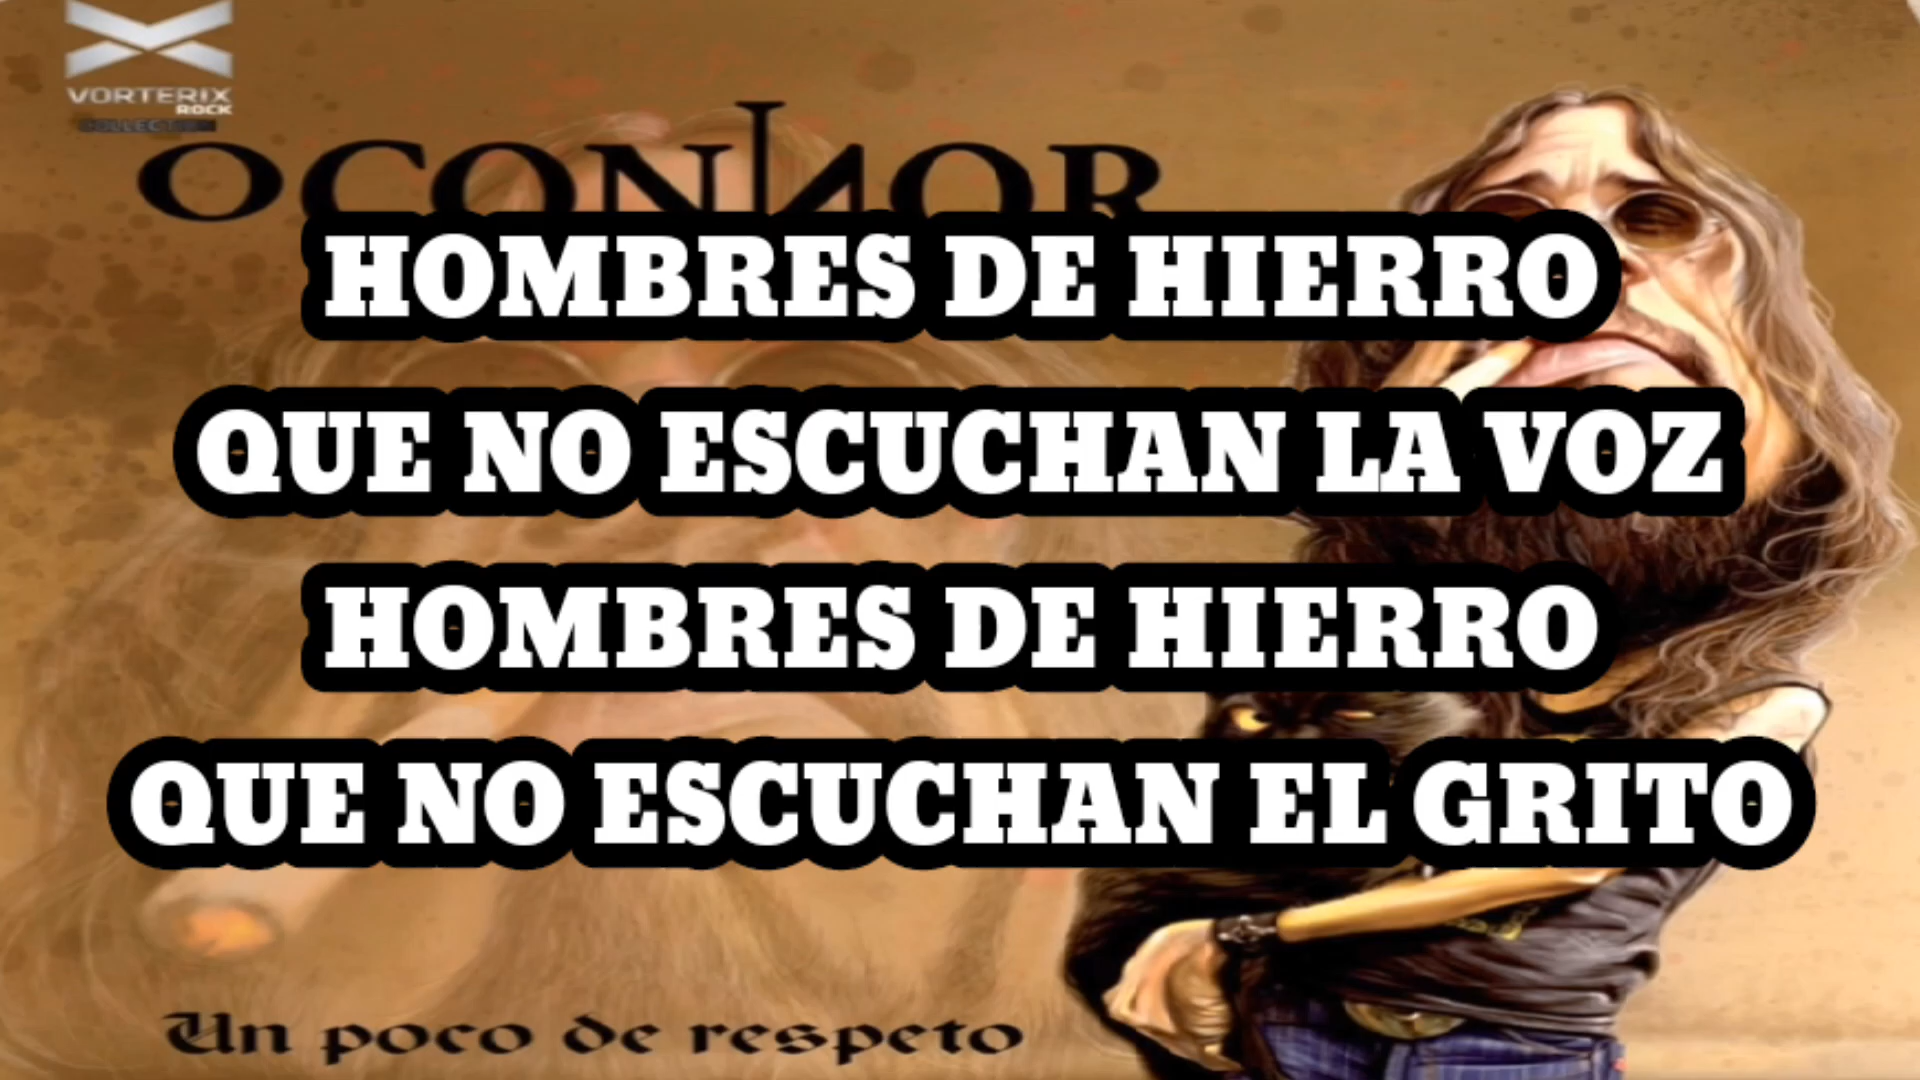 VORTERIX
ROCK
COLLECTION
OCONNOR
HOMBRES DE HIERRO
QUE NO ESCUCHAN LA VOZ
HOMBRES DE HIERRO
QUE NO ESCUCHAN EL GRITO
Un poco de respeto